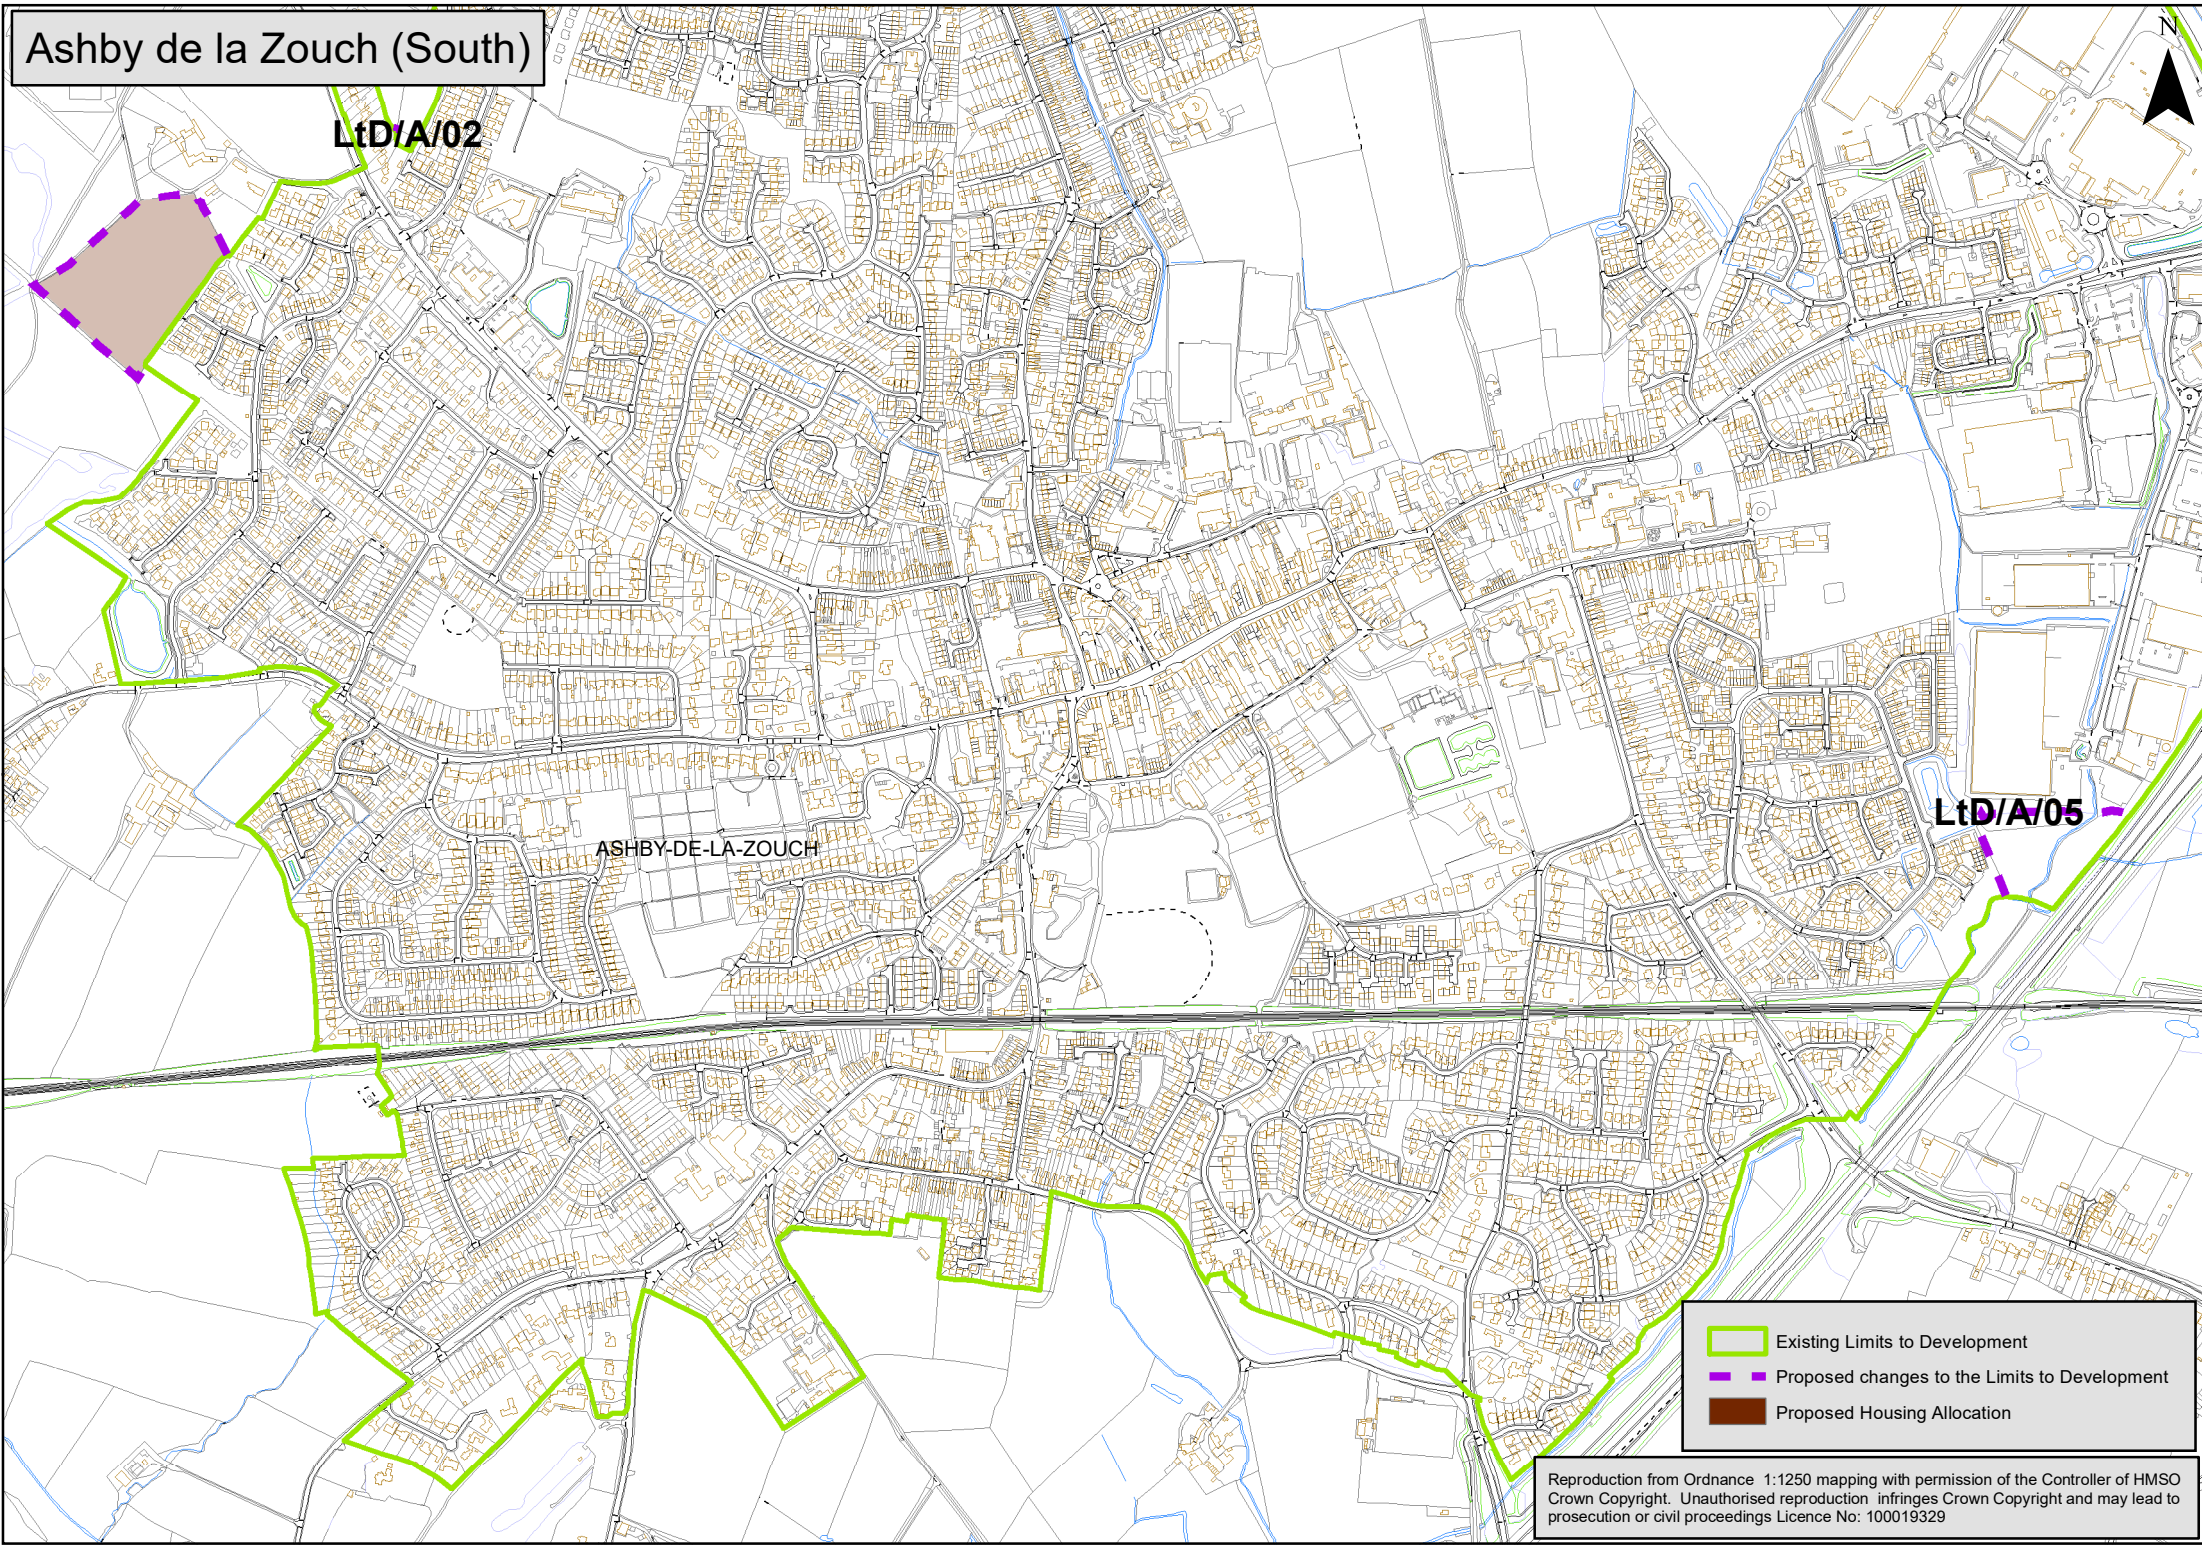 Ashby de la Zouch (South)
N
LtD/A/02
LtD/A/05
ASHBY-DE-LA-ZOUCH
Existing Limits to Development
Proposed changes to the Limits to Development
Proposed Housing Allocation
Reproduction from Ordnance 1:1250 mapping with permission of the Controller of HMSO
Crown Copyright. Unauthorised reproduction infringes Crown Copyright and may lead to
prosecution or civil proceedings Licence No: 100019329